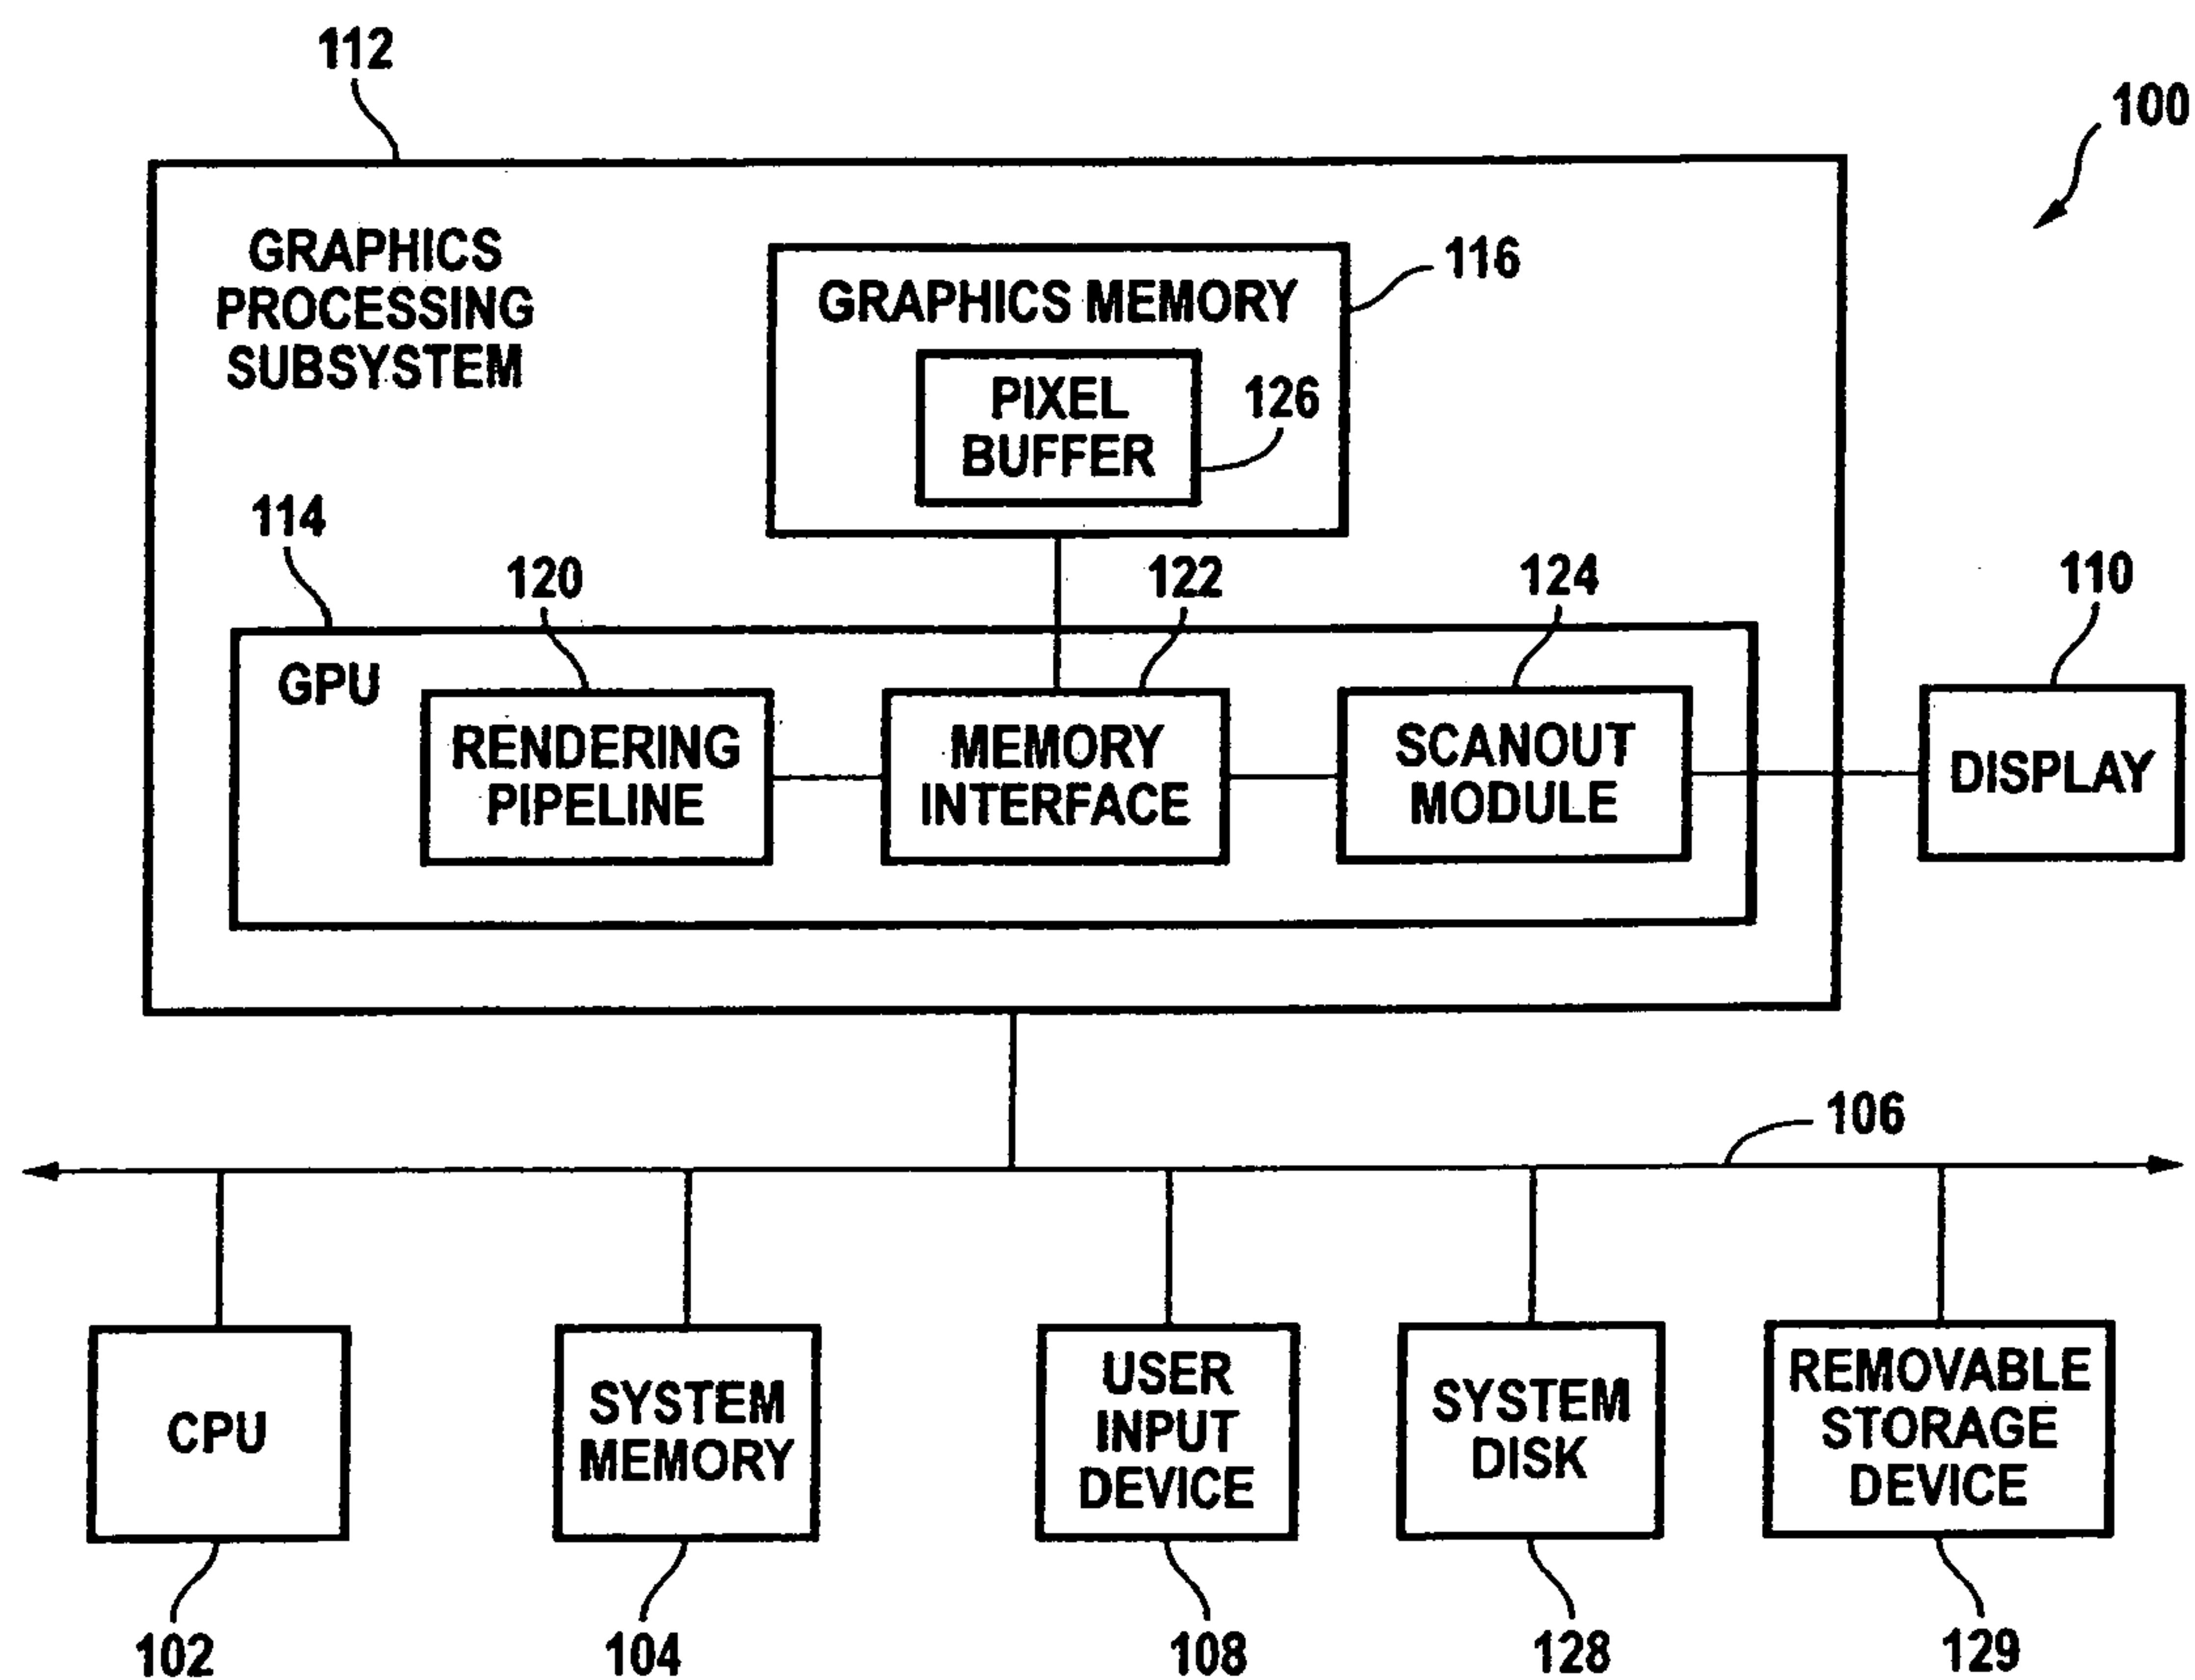 112
100
GRAPHICS
PROCESSING
SUBSYSTEM
116
GRAPHICS MEMORY
PIXEL
BUFFER
126
114
120
122
124
110
GPU
RENDERING
PIPELINE
MEMORY
INTERFACE
SCANOUT
MODULE
DISPLAY
106
CPU
SYSTEM
MEMORY
USER
INPUT
DEVICE
SYSTEM
DISK
REMOVABLE
STORAGE
DEVICE
102
104
108
128
129